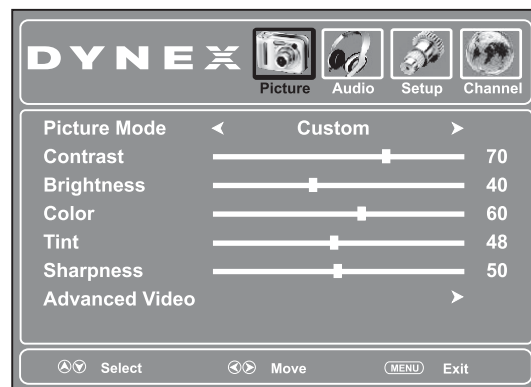 DYNEX
Picture Audio Setup Channel
Picture Mode Custom
Contrast 70
Brightness 40
Color 60
Tint 48
Sharpness 50
Advanced Video
Select Move MENU Exit